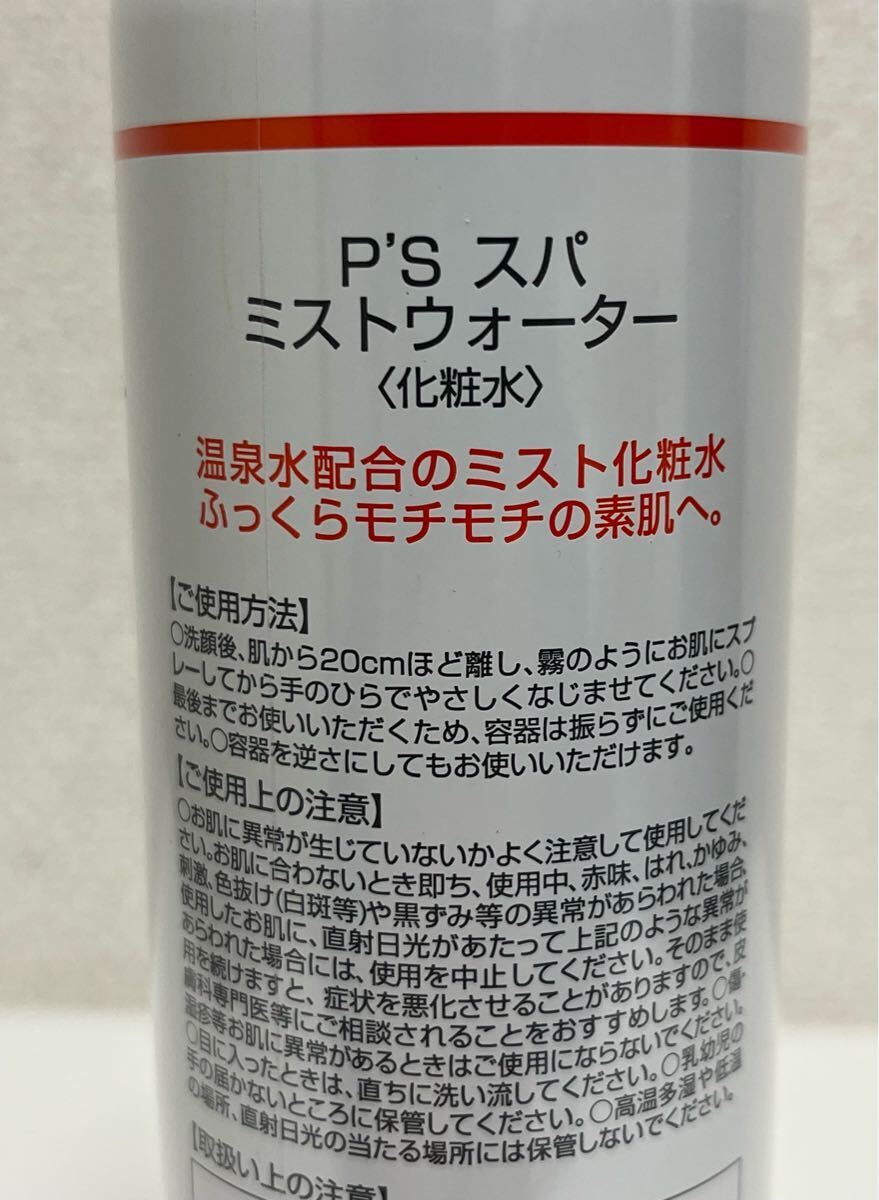 P'S スパ
ミストウォーター
〈化粧水〉
温泉水配合のミスト化粧水
ふっくらモチモチの素肌へ。
【ご使用方法】
○洗顔後、肌から20cmほど離し、霧のようにお肌にスプ
レーしてから手のひらでやさしくなじませてください。○
最後までお使いいただくため、容器は振らずにご使用くだ
さい。○容器を逆さにしてもお使いいただけます。
【ご使用上の注意】
○お肌に異常が生じていないかよく注意して使用してくだ
さい。お肌に合わないとき即ち、使用中、赤味、はれ、かゆみ、
刺激、色抜け(白斑等)や黒ずみ等の異常があらわれた場合、
使用したお肌に、直射日光があたって上記のような異常が
あらわれた場合には、使用を中止してください。そのまま使
用を続けますと、症状を悪化させることがありますので、皮
膚科専門医等にご相談されることをおすすめします。○傷・
湿疹等お肌に異常があるときはご使用にならないでください。
○目に入ったときは、直ちに洗い流してください。○乳幼児の
手の届かないところに保管してください。○高温多湿や低温
の場所、直射日光の当たる場所には保管しないでください。
【取扱い上の注意】